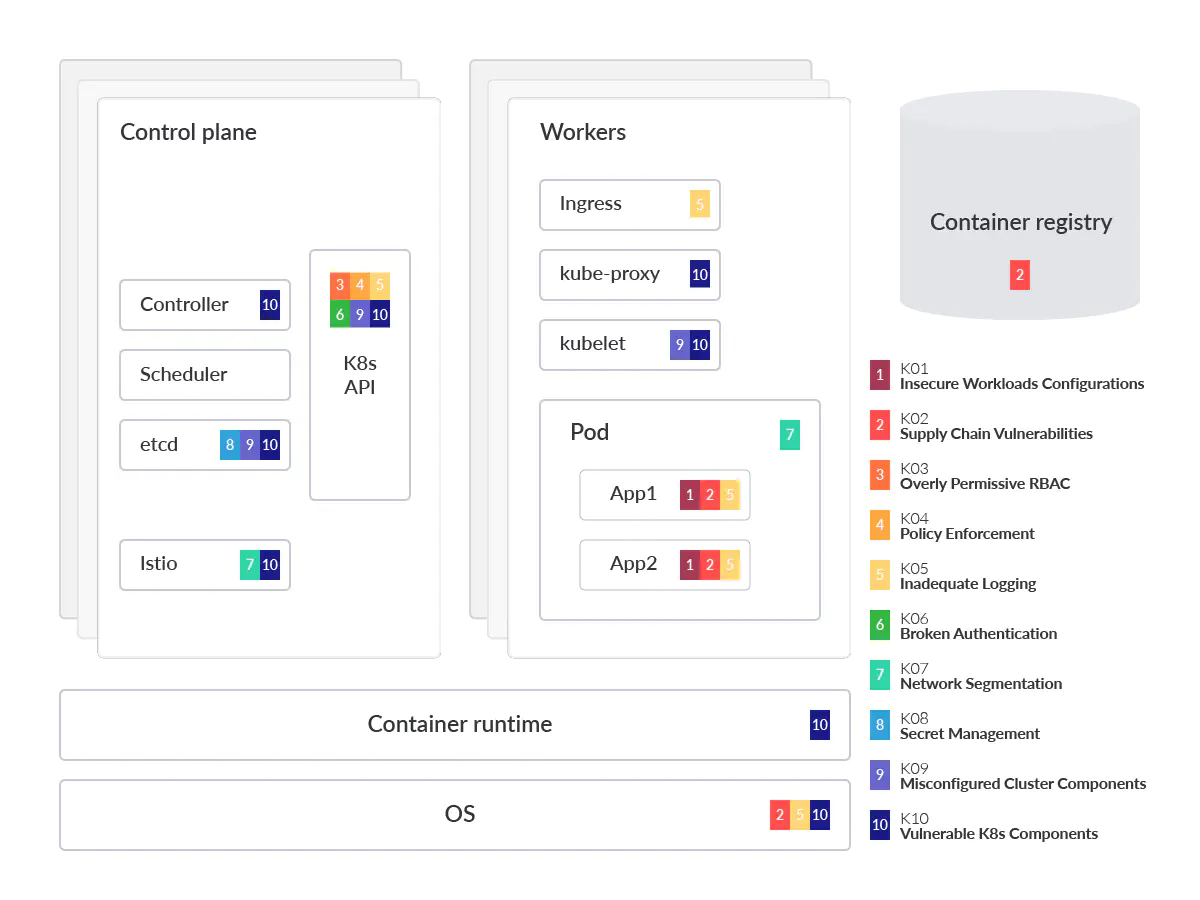 Control plane
Controller 10
Scheduler
etcd 8 9 10
Istio 7 10
3 4 5
6 9 10
K8s
API
Workers
Ingress 5
kube-proxy 10
kubelet 9 10
Pod 7
App1 1 2 5
App2 1 2 5
Container runtime 10
OS 2 5 10
Container registry
2
1 K01
Insecure Workloads Configurations
2 K02
Supply Chain Vulnerabilities
3 K03
Overly Permissive RBAC
4 K04
Policy Enforcement
5 K05
Inadequate Logging
6 K06
Broken Authentication
7 K07
Network Segmentation
8 K08
Secret Management
9 K09
Misconfigured Cluster Components
10 K10
Vulnerable K8s Components